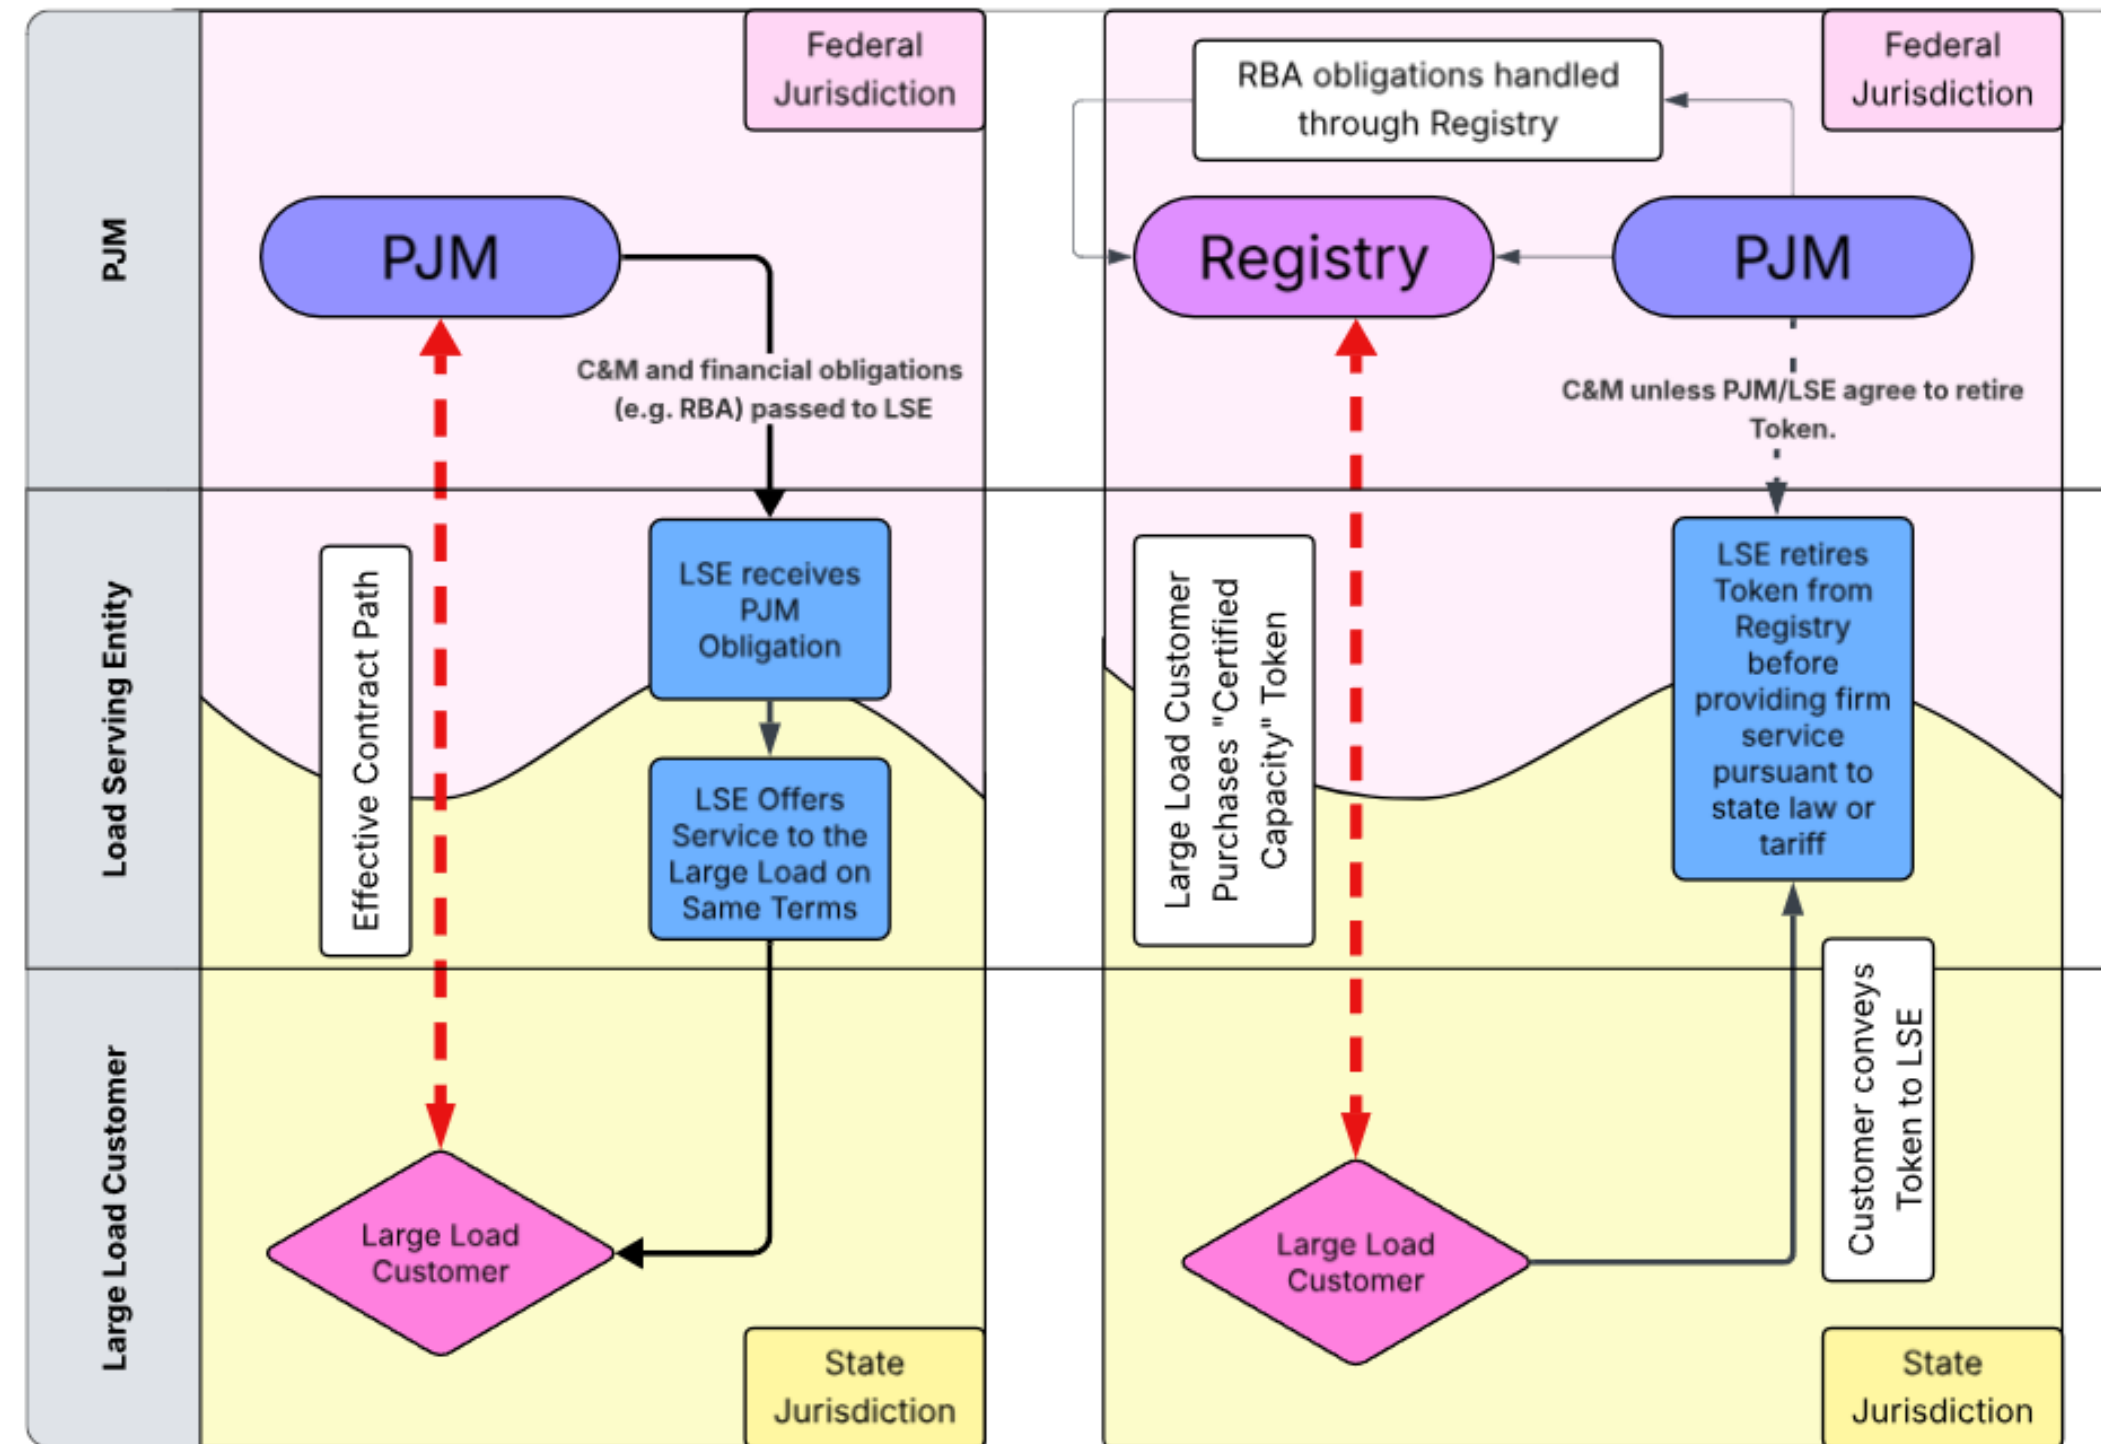 Federal
Jurisdiction
Federal
Jurisdiction
RBA obligations handled
through Registry
PJM
PJM
Registry
PJM
C&M and financial obligations
(e.g. RBA) passed to LSE
C&M unless PJM/LSE agree to retire
Token.
Load Serving Entity
Effective Contract Path
LSE receives
PJM
Obligation
LSE Offers
Service to the
Large Load on
Same Terms
Large Load Customer
Purchases "Certified
Capacity" Token
LSE retires
Token from
Registry
before
providing firm
service
pursuant to
state law or
tariff
Large Load Customer
Large Load
Customer
Large Load
Customer
Customer conveys
Token to LSE
State
Jurisdiction
State
Jurisdiction